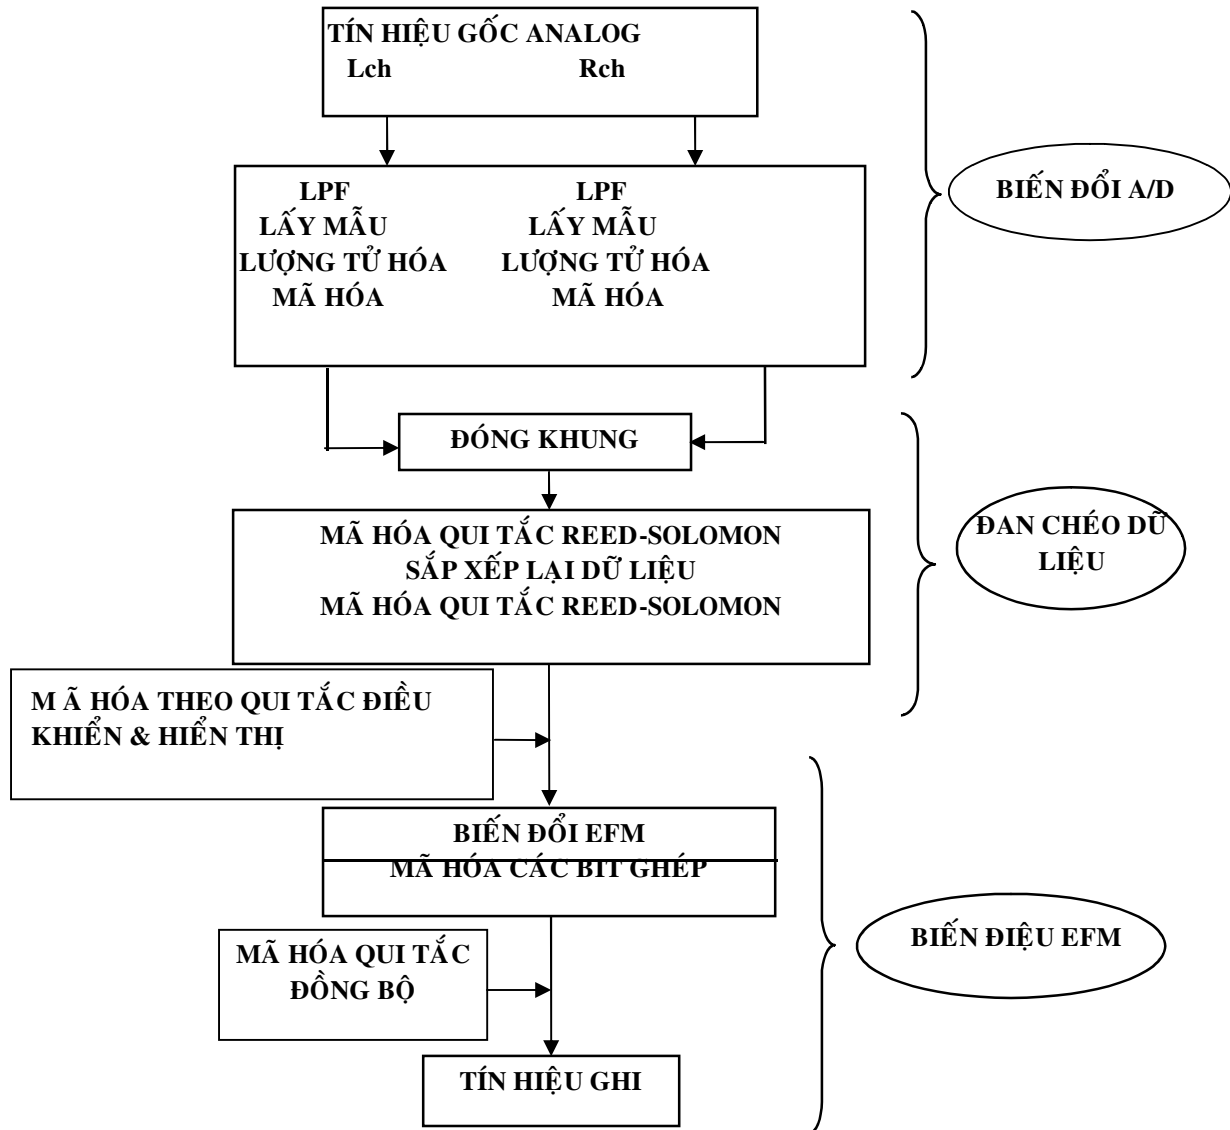 TÍN HIỆU GỐC ANALOG
Lch Rch
BIẾN ĐỔI A/D
LPF LPF
LẤY MẪU LẤY MẪU
LƯỢNG TỬ HÓA LƯỢNG TỬ HÓA
MÃ HÓA MÃ HÓA
ĐÓNG KHUNG
ĐAN CHÉO DỮ
LIỆU
MÃ HÓA QUI TẮC REED-SOLOMON
SẮP XẾP LẠI DỮ LIỆU
MÃ HÓA QUI TẮC REED-SOLOMON
M Ã HÓA THEO QUI TẮC ĐIỀU
KHIỂN & HIỂN THỊ
BIẾN ĐỔI EFM
MÃ HÓA CÁC BIT GHÉP
BIẾN ĐIỆU EFM
MÃ HÓA QUI TẮC
ĐỒNG BỘ
TÍN HIỆU GHI